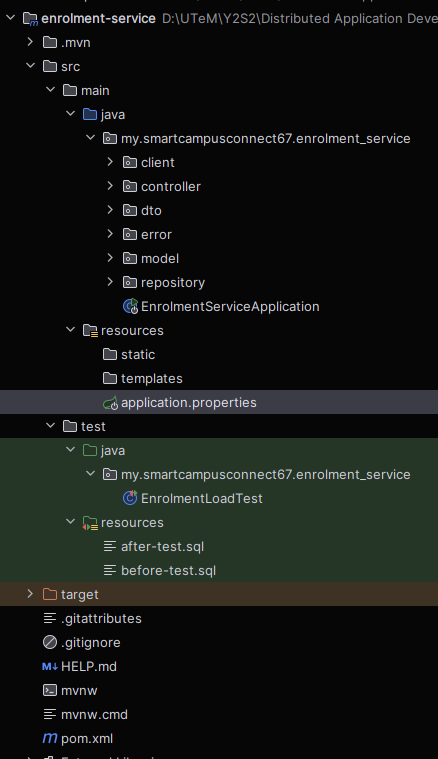 enrolment-service D:\UTeM\Y2S2\Distributed Application Deve
.mvn
src
main
java
my.smartcampusconnect67.enrolment_service
client
controller
dto
error
model
repository
EnrolmentServiceApplication
resources
static
templates
application.properties
test
java
my.smartcampusconnect67.enrolment_service
EnrolmentLoadTest
resources
after-test.sql
before-test.sql
target
.gitattributes
.gitignore
HELP.md
mvnw
mvnw.cmd
pom.xml